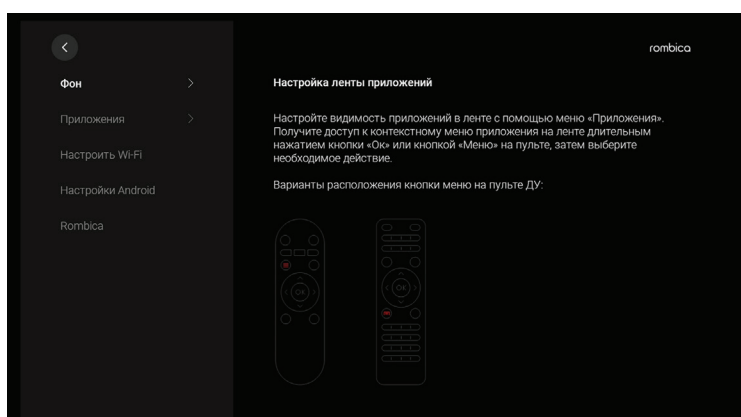 rombica
Фон
Приложения
Настроить Wi-Fi
Настройки Android
Rombica
Настройка ленты приложений
Настройте видимость приложений в ленте с помощью меню «Приложения».
Получите доступ к контекстному меню приложения на ленте длительным
нажатием кнопки «Ок» или кнопкой «Меню» на пульте, затем выберите
необходимое действие.
Варианты расположения кнопки меню на пульте ДУ:
OK
OK